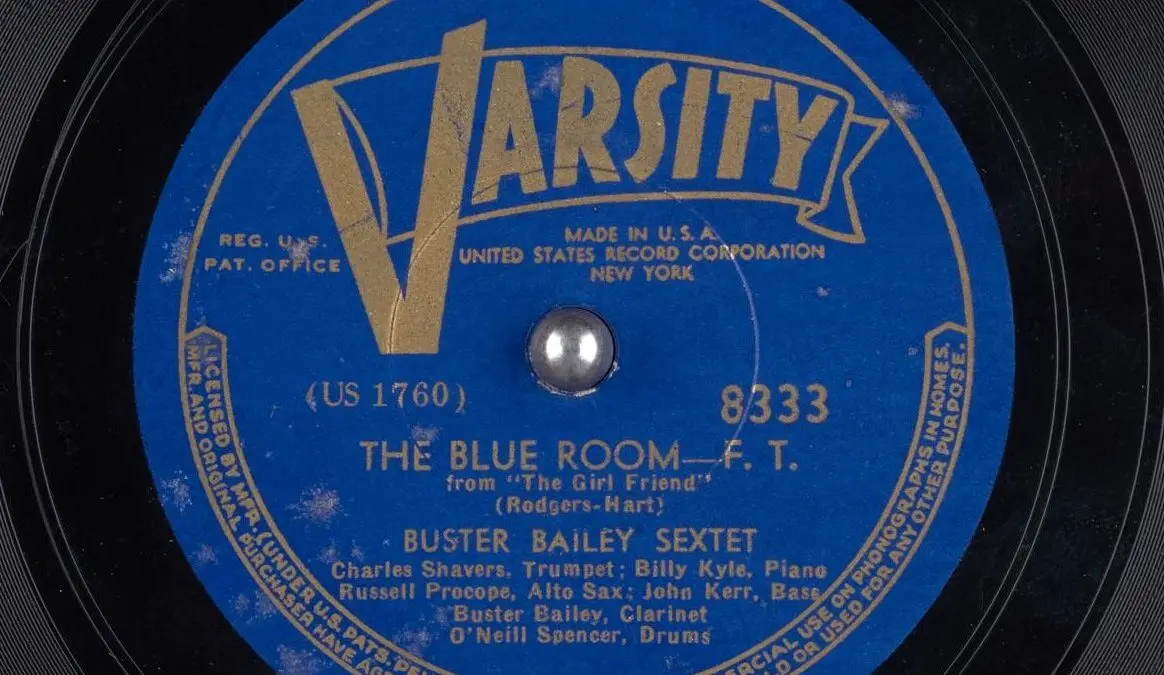 VARSITY
REG. U.S.
PAT. OFFICE
MADE IN U.S.A.
UNITED STATES RECORD CORPORATION
NEW YORK
(US 1760)
8333
THE BLUE ROOM—F. T.
from "The Girl Friend"
(Rodgers-Hart)
BUSTER BAILEY SEXTET
Charles Shavers, Trumpet; Billy Kyle, Piano
Russell Procope, Alto Sax; John Kerr, Bass
Buster Bailey, Clarinet
O'Neill Spencer, Drums
LICENSED BY MFR. (UNDER U.S. PATS.
MFR. AND ORIGINAL PURCHASER HAVE
USE ON PHONOGRAPHS IN HOMES.
OR USED FOR ANY OTHER PURPOSE.